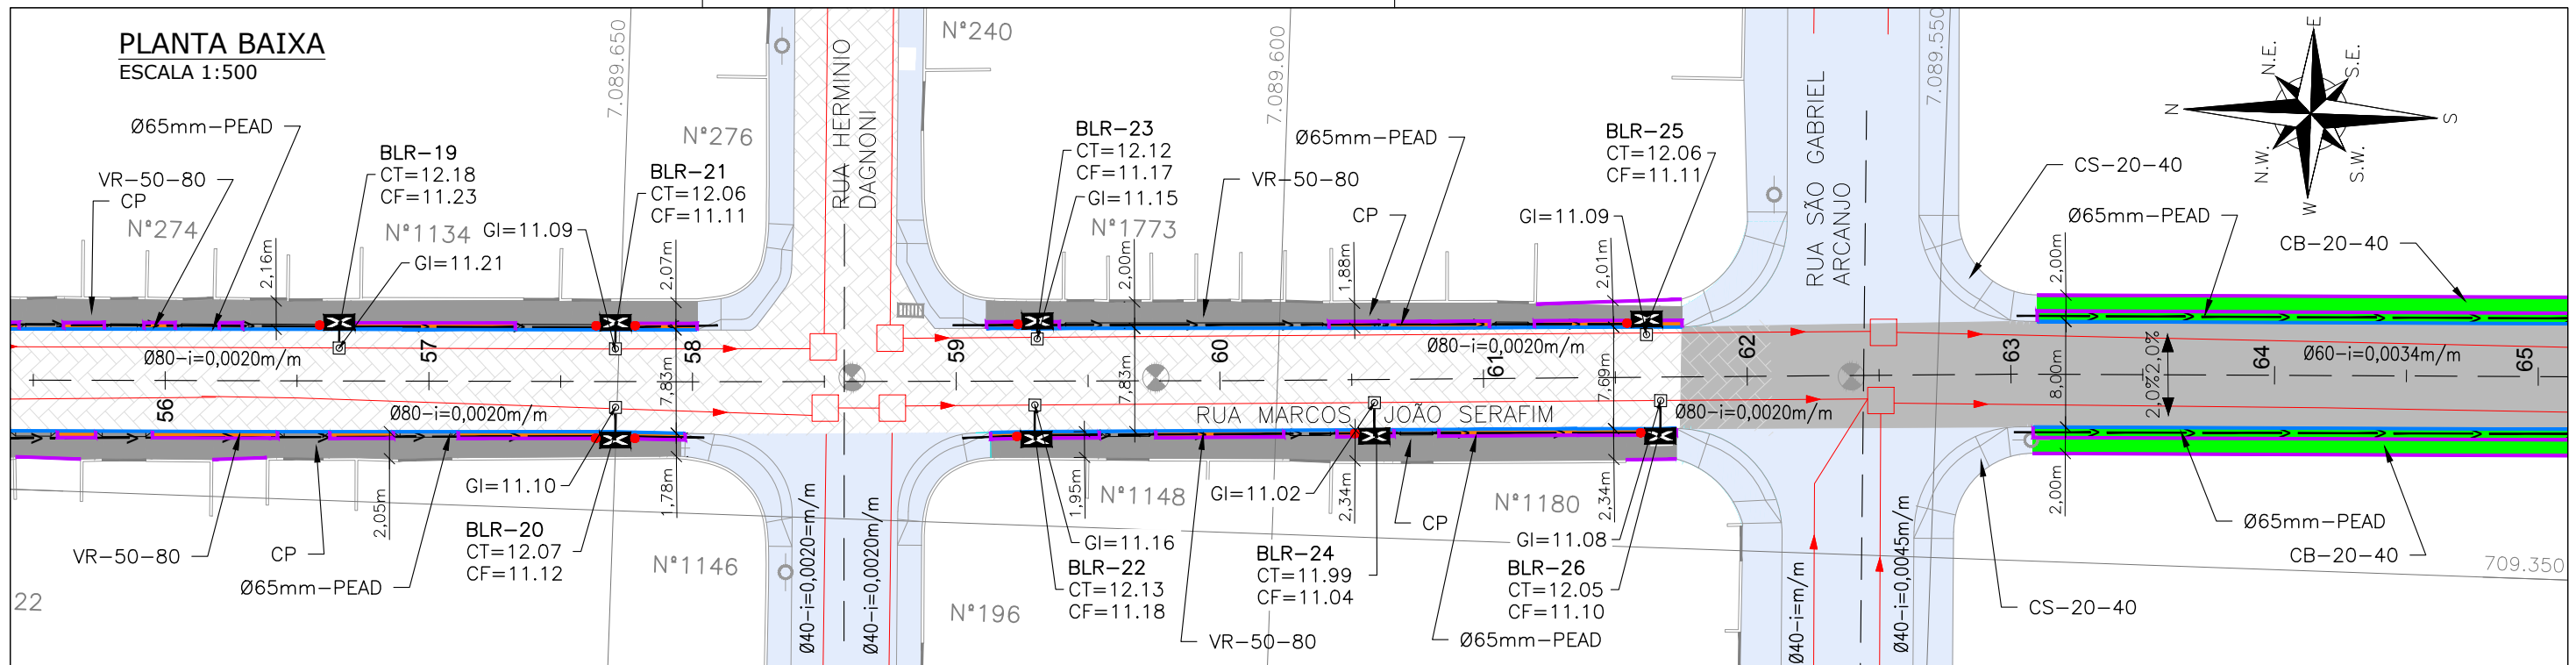 PLANTA BAIXA
ESCALA 1:500
Ø65mm-PEAD
VR-50-80
CP
Nº274
BLR-19
CT=12.18
CF=11.23
Nº1134
GI=11.21
GI=11.09
2,16m
7.089.650
Nº276
BLR-21
CT=12.06
CF=11.11
2,07m
RUA HERMINIO
DAGNONI
Nº240
BLR-23
CT=12.12
CF=11.17
GI=11.15
Nº1773
2,00m
7.089.600
VR-50-80
Ø65mm-PEAD
CP
1,88m
BLR-25
CT=12.06
CF=11.11
GI=11.09
2,01m
RUA SÃO GABRIEL
ARCANJO
7.089.550
CS-20-40
Ø65mm-PEAD
CB-20-40
2,00m
E
N.E.
S.E.
N
S
N.W.
S.W.
W
Ø80-i=0,0020m/m
57
58
59
60
61
62
63
64
65
56
Ø80-i=0,0020m/m
7,83m
7,83m
Ø80-i=0,0020m/m
7,69m
RUA MARCOS JOÃO SERAFIM
Ø80-i=0,0020m/m
8,00m
2,0%
2,0%
Ø60-i=0,0034m/m
22
VR-50-80
CP
2,05m
Ø65mm-PEAD
GI=11.10
BLR-20
CT=12.07
CF=11.12
1,78m
Nº1146
Ø40-i=0,0020=m/m
Ø40-i=0,0020m/m
Nº196
1,95m
Nº1148
GI=11.16
BLR-22
CT=12.13
CF=11.18
VR-50-80
GI=11.02
2,34m
BLR-24
CT=11.99
CF=11.04
CP
Nº1180
GI=11.08
BLR-26
CT=12.05
CF=11.10
2,34m
Ø65mm-PEAD
Ø40-i=m/m
Ø40-i=0,0045m/m
2,00m
CS-20-40
Ø65mm-PEAD
CB-20-40
709.350